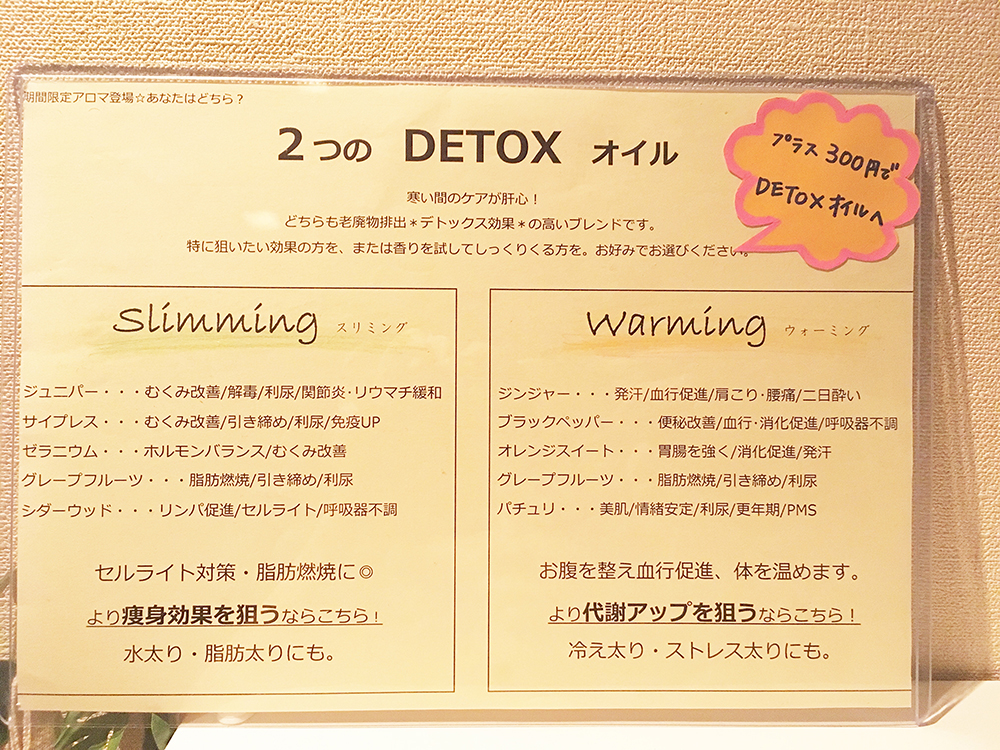 期間限定アロマ登場☆あなたはどちら？
2つの DETOX オイル
プラス300円で
DETOXオイルへ
寒い間のケアが肝心！
どちらも老廃物排出＊デトックス効果＊の高いブレンドです。
特に狙いたい効果の方を、または香りを試してしっくりくる方を。お好みでお選びください。
Slimming スリミング
ジュニパー・・・むくみ改善/解毒/利尿/関節炎・リウマチ緩和
サイプレス・・・むくみ改善/引き締め/利尿/免疫UP
ゼラニウム・・・ホルモンバランス/むくみ改善
グレープフルーツ・・・脂肪燃焼/引き締め/利尿
シダーウッド・・・リンパ促進/セルライト/呼吸器不調
セルライト対策・脂肪燃焼に◎
より痩身効果を狙うならこちら！
水太り・脂肪太りにも。
Warming ウォーミング
ジンジャー・・・発汗/血行促進/肩こり・腰痛/二日酔い
ブラックペッパー・・・便秘改善/血行・消化促進/呼吸器不調
オレンジスイート・・・胃腸を強く/消化促進/発汗
グレープフルーツ・・・脂肪燃焼/引き締め/利尿
パチュリ・・・美肌/情緒安定/利尿/更年期/PMS
お腹を整え血行促進、体を温めます。
より代謝アップを狙うならこちら！
冷え太り・ストレス太りにも。